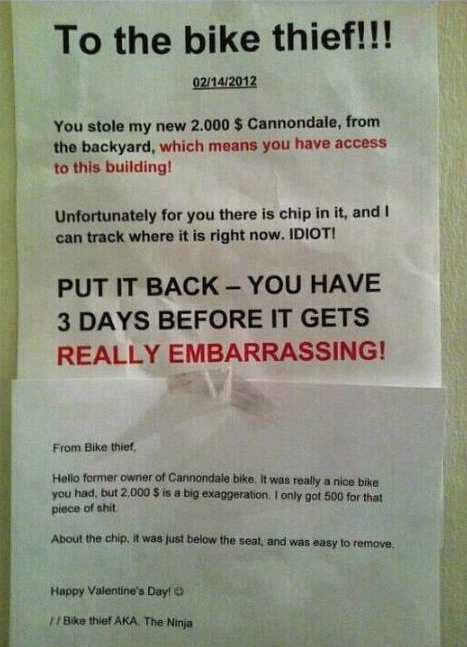 To the bike thief!!!
02/14/2012
You stole my new 2.000 $ Cannondale, from
the backyard, which means you have access
to this building!
Unfortunately for you there is chip in it, and I
can track where it is right now. IDIOT!
PUT IT BACK – YOU HAVE
3 DAYS BEFORE IT GETS
REALLY EMBARRASSING!
From Bike thief,
Hello former owner of Cannondale bike. It was really a nice bike
you had, but 2,000 $ is a big exaggeration. I only got 500 for that
piece of shit.
About the chip, it was just below the seat, and was easy to remove.
Happy Valentine's Day! ☺
// Bike thief AKA. The Ninja